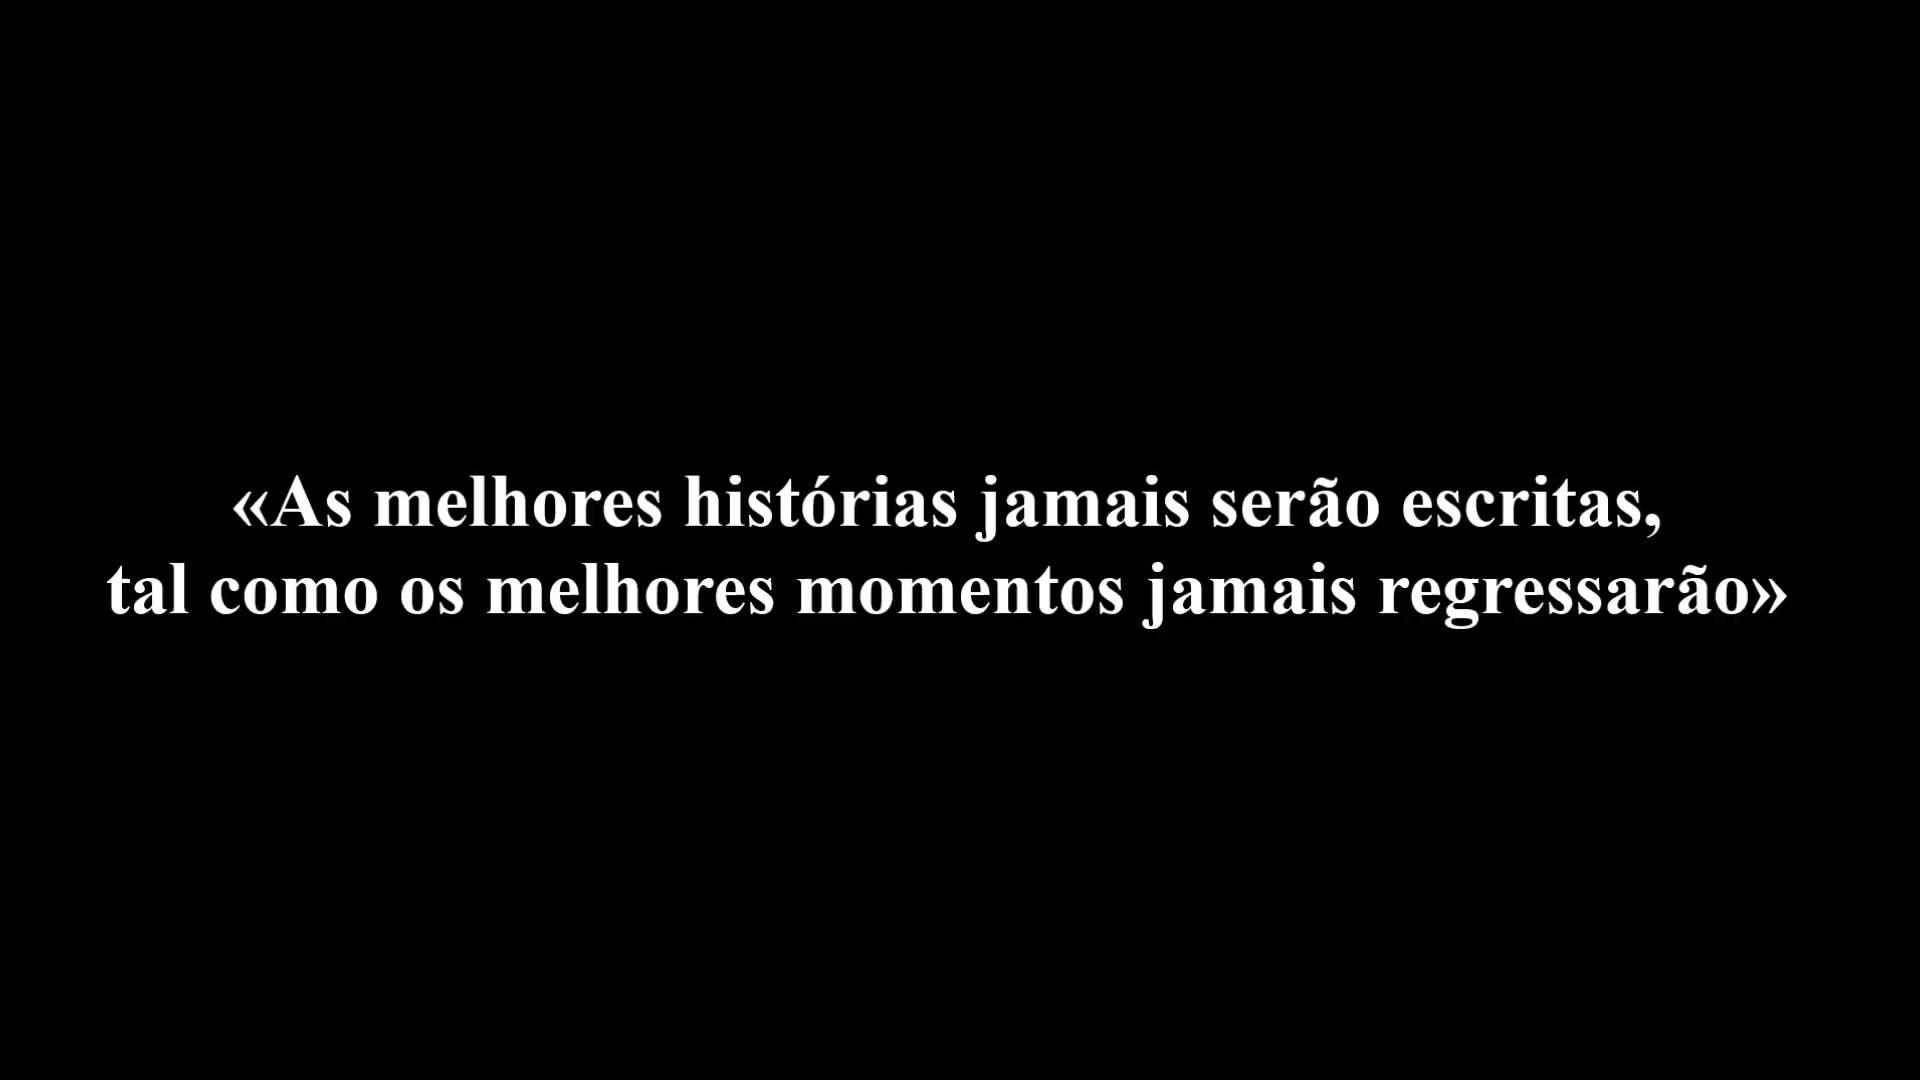 «As melhores histórias jamais serão escritas,
tal como os melhores momentos jamais regressarão»